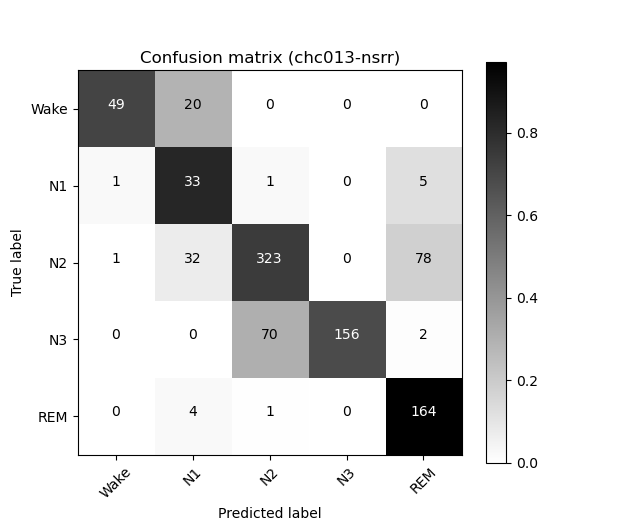 Confusion matrix (chc013-nsrr)
True label
Wake 49 20 0 0 0
N1 1 33 1 0 5
N2 1 32 323 0 78
N3 0 0 70 156 2
REM 0 4 1 0 164
Wake N1 N2 N3 REM
Predicted label
0.8
0.6
0.4
0.2
0.0